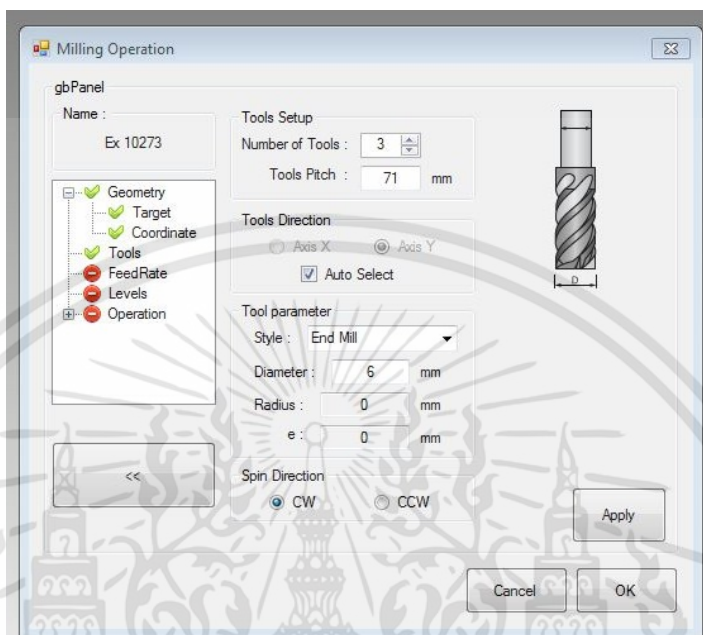 Milling Operation
gbPanel
Name :
Ex 10273
Geometry
Target
Coordinate
Tools
FeedRate
Levels
Operation
<<
Tools Setup
Number of Tools : 3
Tools Pitch : 71 mm
Tools Direction
Axis X Axis Y
Auto Select
Tool parameter
Style : End Mill
Diameter : 6 mm
Radius : 0 mm
e : 0 mm
Spin Direction
CW CCW
D
Apply
Cancel OK